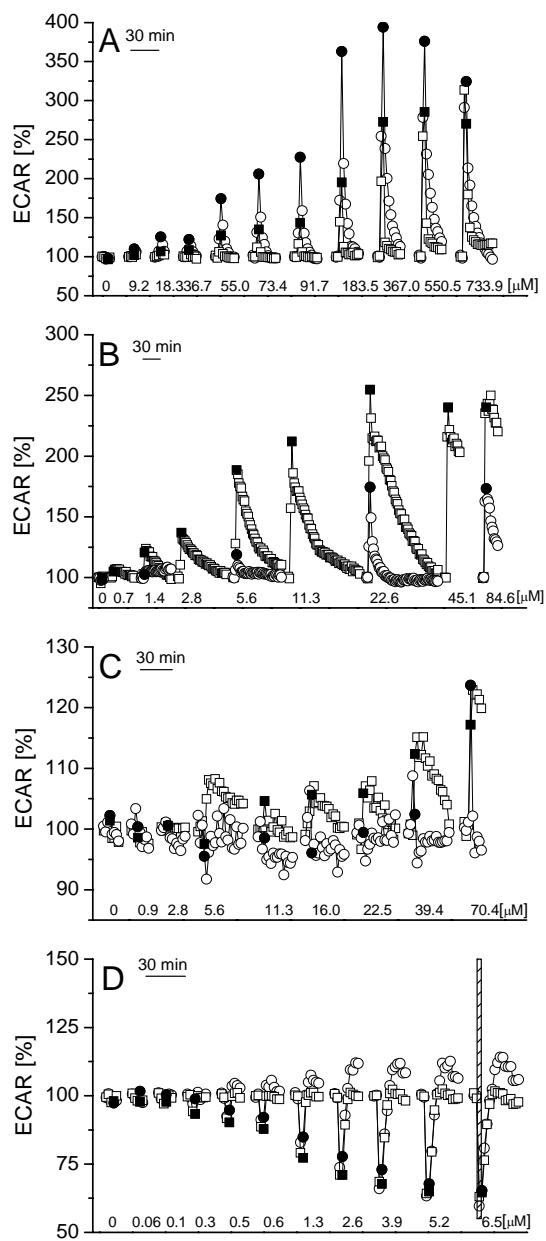 A 30 min
ECAR [%]
400
350
300
250
200
150
100
50
0 9.2 18.3 36.7 55.0 73.4 91.7 183.5 367.0 550.5 733.9 [µM]
B 30 min
ECAR [%]
300
250
200
150
100
0 0.7 1.4 2.8 5.6 11.3 22.6 45.1 84.6 [µM]
C 30 min
ECAR [%]
130
120
110
100
90
0 0.9 2.8 5.6 11.3 16.0 22.5 39.4 70.4 [µM]
D 30 min
ECAR [%]
150
125
100
75
50
0 0.06 0.1 0.3 0.5 0.6 1.3 2.6 3.9 5.2 6.5 [µM]